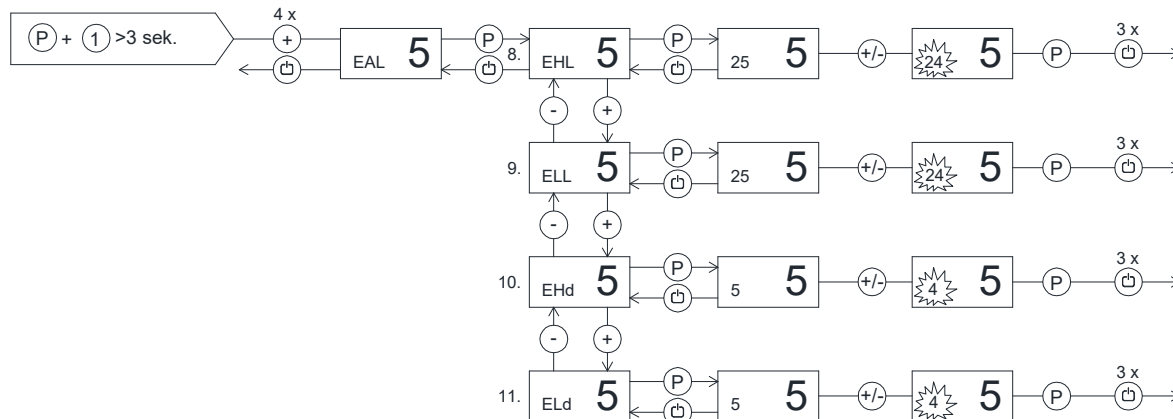 4 x
P + 1 >3 sek.
+
EAL 5
P
8. EHL 5
P
25 5
+/-
24 5
P
3 x
- +
9. ELL 5
P
25 5
+/-
24 5
P
3 x
- +
10. EHd 5
P
5 5
+/-
4 5
P
3 x
- +
11. ELd 5
P
5 5
+/-
4 5
P
3 x